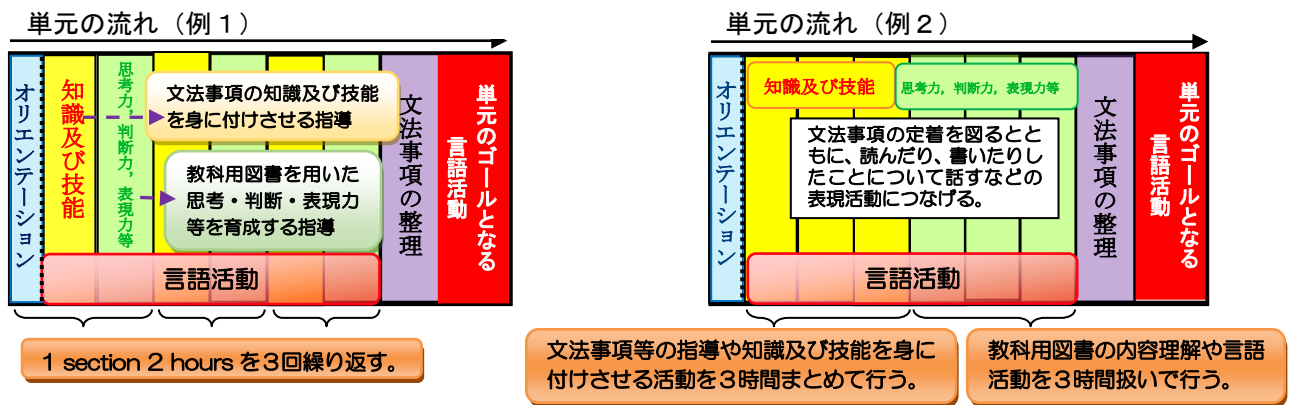 単元の流れ（例１）
オリエンテーション
知識及び技能
思考力，判断力，表現力等
文法事項の知識及び技能
を身に付けさせる指導
教科用図書を用いた
思考・判断・表現力
等を育成する指導
言語活動
文法事項の整理
単元のゴールとなる
言語活動
１section ２hours を３回繰り返す。
単元の流れ（例２）
オリエンテーション
知識及び技能
思考力，判断力，表現力等
文法事項の定着を図るとと
もに、読んだり、書いたりし
たことについて話すなどの
表現活動につなげる。
言語活動
文法事項の整理
単元のゴールとなる
言語活動
文法事項等の指導や知識及び技能を身に
付けさせる活動を３時間まとめて行う。
教科用図書の内容理解や言語
活動を３時間扱いで行う。